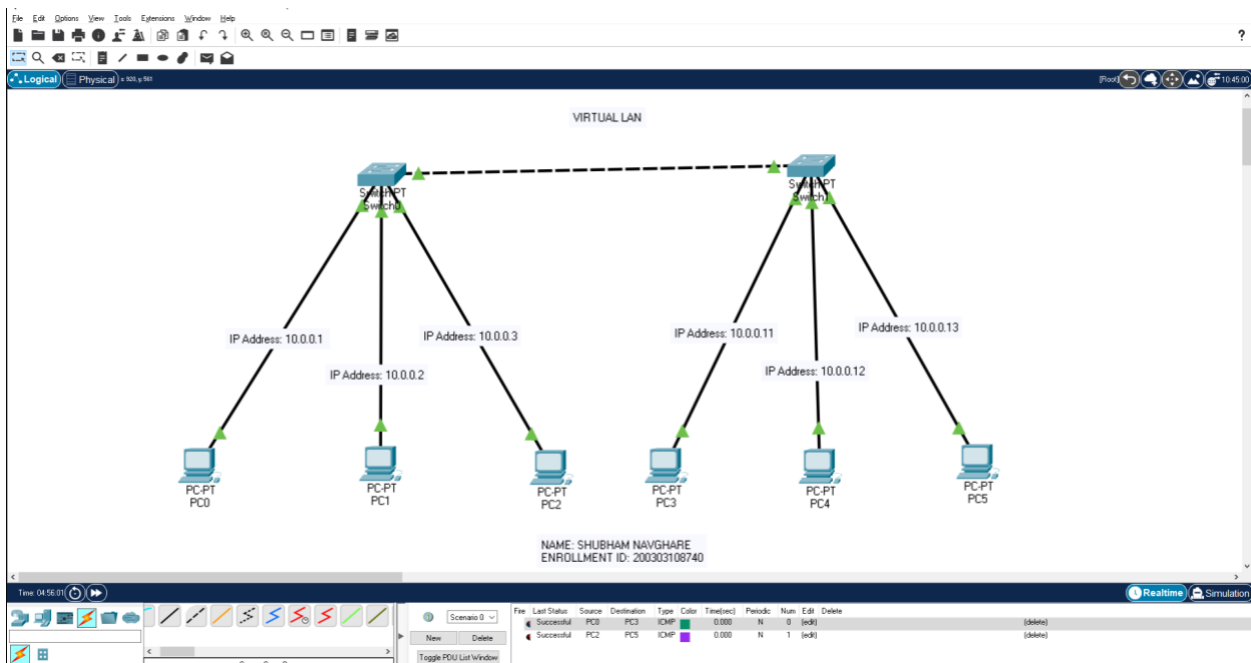 File Edit Options View Tools Extensions Window Help
?
Logical Physical x: 920, y: 561 [Root] 10:45:00
VIRTUAL LAN
Switch-PT
Switch0
Switch-PT
Switch1
IP Address: 10.0.0.1
IP Address: 10.0.0.2
IP Address: 10.0.0.3
IP Address: 10.0.0.11
IP Address: 10.0.0.12
IP Address: 10.0.0.13
PC-PT
PC0
PC-PT
PC1
PC-PT
PC2
PC-PT
PC3
PC-PT
PC4
PC-PT
PC5
NAME: SHUBHAM NAVGHARE
ENROLLMENT ID: 200303108740
Time: 04:56:01 Realtime Simulation
Scenario 0
New Delete
Toggle PDU List Window
Fire Last Status Source Destination Type Color Time(sec) Periodic Num Edit Delete
Successful PC0 PC3 ICMP 0.000 N 0 (edit) (delete)
Successful PC2 PC5 ICMP 0.000 N 1 (edit) (delete)